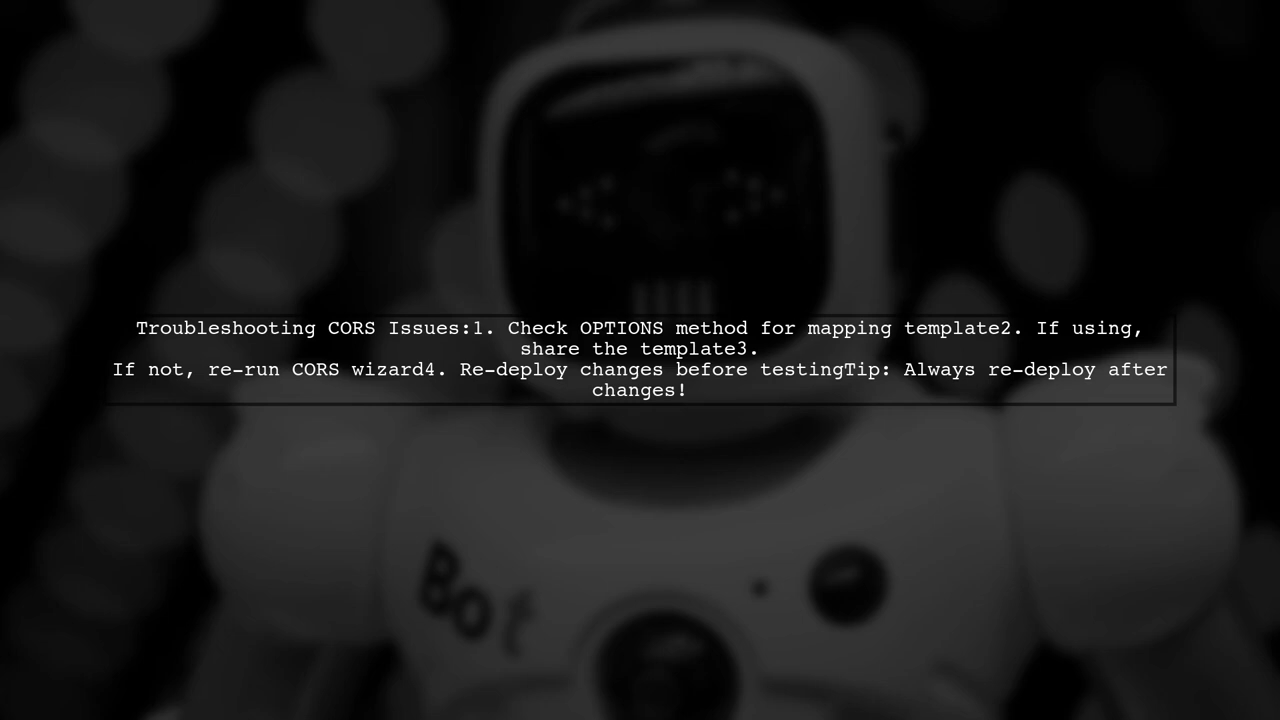 Troubleshooting CORS Issues:1. Check OPTIONS method for mapping template2. If using,
share the template3.
If not, re-run CORS wizard4. Re-deploy changes before testingTip: Always re-deploy after
changes!
Bot